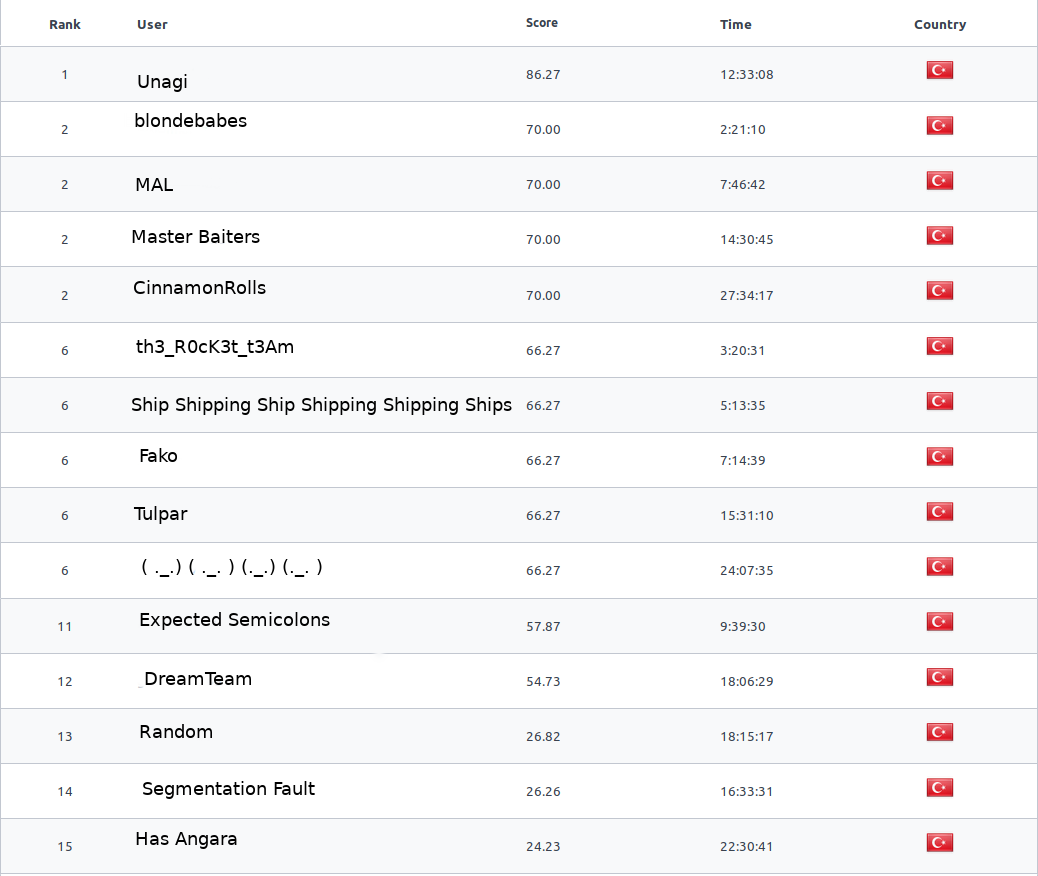 Rank User Score Time Country
1 Unagi 86.27 12:33:08
2 blondebabes 70.00 2:21:10
2 MAL 70.00 7:46:42
2 Master Baiters 70.00 14:30:45
2 CinnamonRolls 70.00 27:34:17
6 th3_R0cK3t_t3Am 66.27 3:20:31
6 Ship Shipping Ship Shipping Shipping Ships 66.27 5:13:35
6 Fako 66.27 7:14:39
6 Tulpar 66.27 15:31:10
6 ( ._.) ( ._. ) (._.) (._. ) 66.27 24:07:35
11 Expected Semicolons 57.87 9:39:30
12 _DreamTeam 54.73 18:06:29
13 Random 26.82 18:15:17
14 Segmentation Fault 26.26 16:33:31
15 Has Angara 24.23 22:30:41